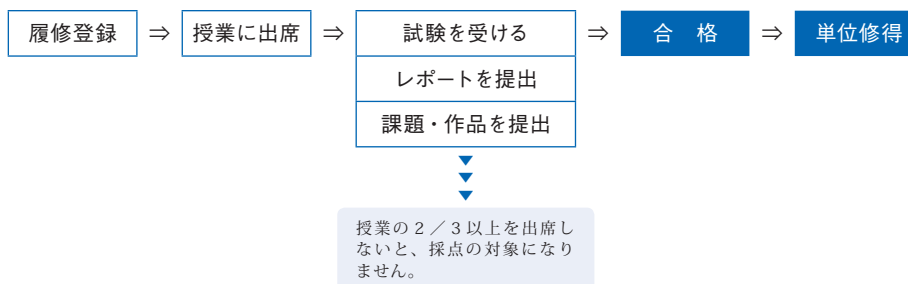 履修登録 ⇒ 授業に出席 ⇒ 試験を受ける ⇒ 合　格 ⇒ 単位修得
レポートを提出
課題・作品を提出
授業の２／３以上を出席し
ないと、採点の対象になり
ません。